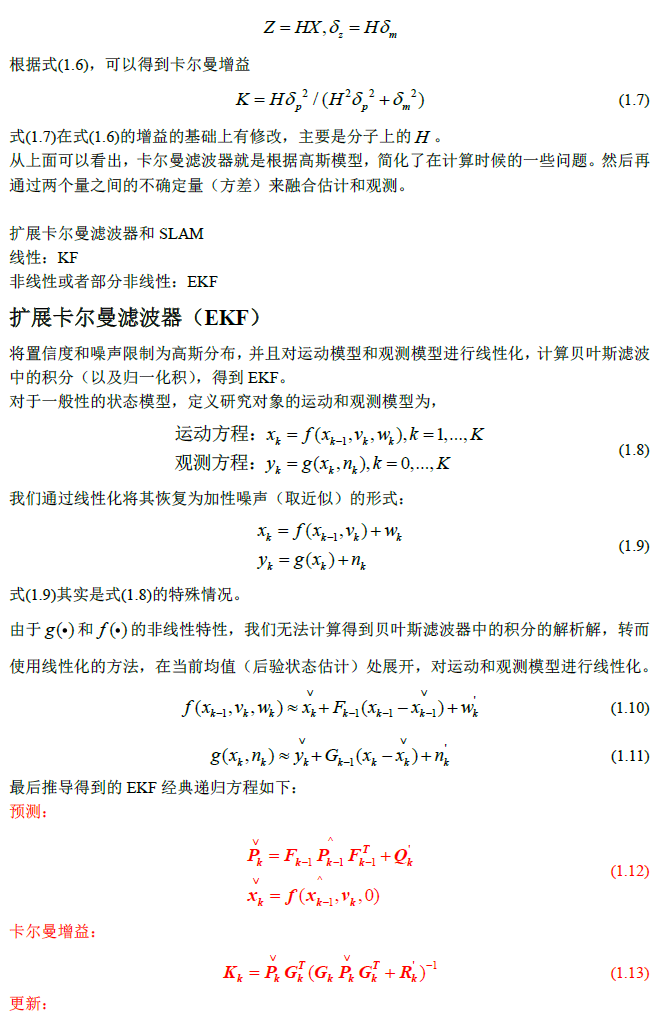 $Z = HX, \delta_z = H\delta_m$
根据式(1.6)，可以得到卡尔曼增益
$K = H\delta_p^2 / (H^2\delta_p^2 + \delta_m^2)$ (1.7)
式(1.7)在式(1.6)的增益的基础上有修改，主要是分子上的$H$。
从上面可以看出，卡尔曼滤波器就是根据高斯模型，简化了在计算时候的一些问题。然后再
通过两个量之间的不确定量（方差）来融合估计和观测。
扩展卡尔曼滤波器和 SLAM
线性：KF
非线性或者部分非线性：EKF
扩展卡尔曼滤波器（EKF）
将置信度和噪声限制为高斯分布，并且对运动模型和观测模型进行线性化，计算贝叶斯滤波
中的积分（以及归一化积），得到 EKF。
对于一般性的状态模型，定义研究对象的运动和观测模型为，
运动方程：$x_k = f(x_{k-1}, v_k, w_k), k = 1,...,K$
观测方程：$y_k = g(x_k, n_k), k = 0,...,K$ (1.8)
我们通过线性化将其恢复为加性噪声（取近似）的形式：
$x_k = f(x_{k-1}, v_k) + w_k$
$y_k = g(x_k) + n_k$ (1.9)
式(1.9)其实是式(1.8)的特殊情况。
由于$g(\bullet)$和$f(\bullet)$的非线性特性，我们无法计算得到贝叶斯滤波器中的积分的解析解，转而
使用线性化的方法，在当前均值（后验状态估计）处展开，对运动和观测模型进行线性化。
$f(x_{k-1}, v_k, w_k) \approx \check{x}_k + F_{k-1}(x_{k-1} - \check{x}_{k-1}) + w_k^{'}$ (1.10)
$g(x_k, n_k) \approx \check{y}_k + G_{k-1}(x_k - \check{x}_k) + n_k^{'}$ (1.11)
最后推导得到的 EKF 经典递归方程如下：
预测：
$\check{P}_k = F_{k-1} \hat{P}_{k-1} F_{k-1}^T + Q_k^{'}$
$\check{x}_k = f(\hat{x}_{k-1}, v_k, 0)$ (1.12)
卡尔曼增益：
$K_k = \check{P}_k G_k^T (G_k \check{P}_k G_k^T + R_k^{'})^{-1}$ (1.13)
更新：